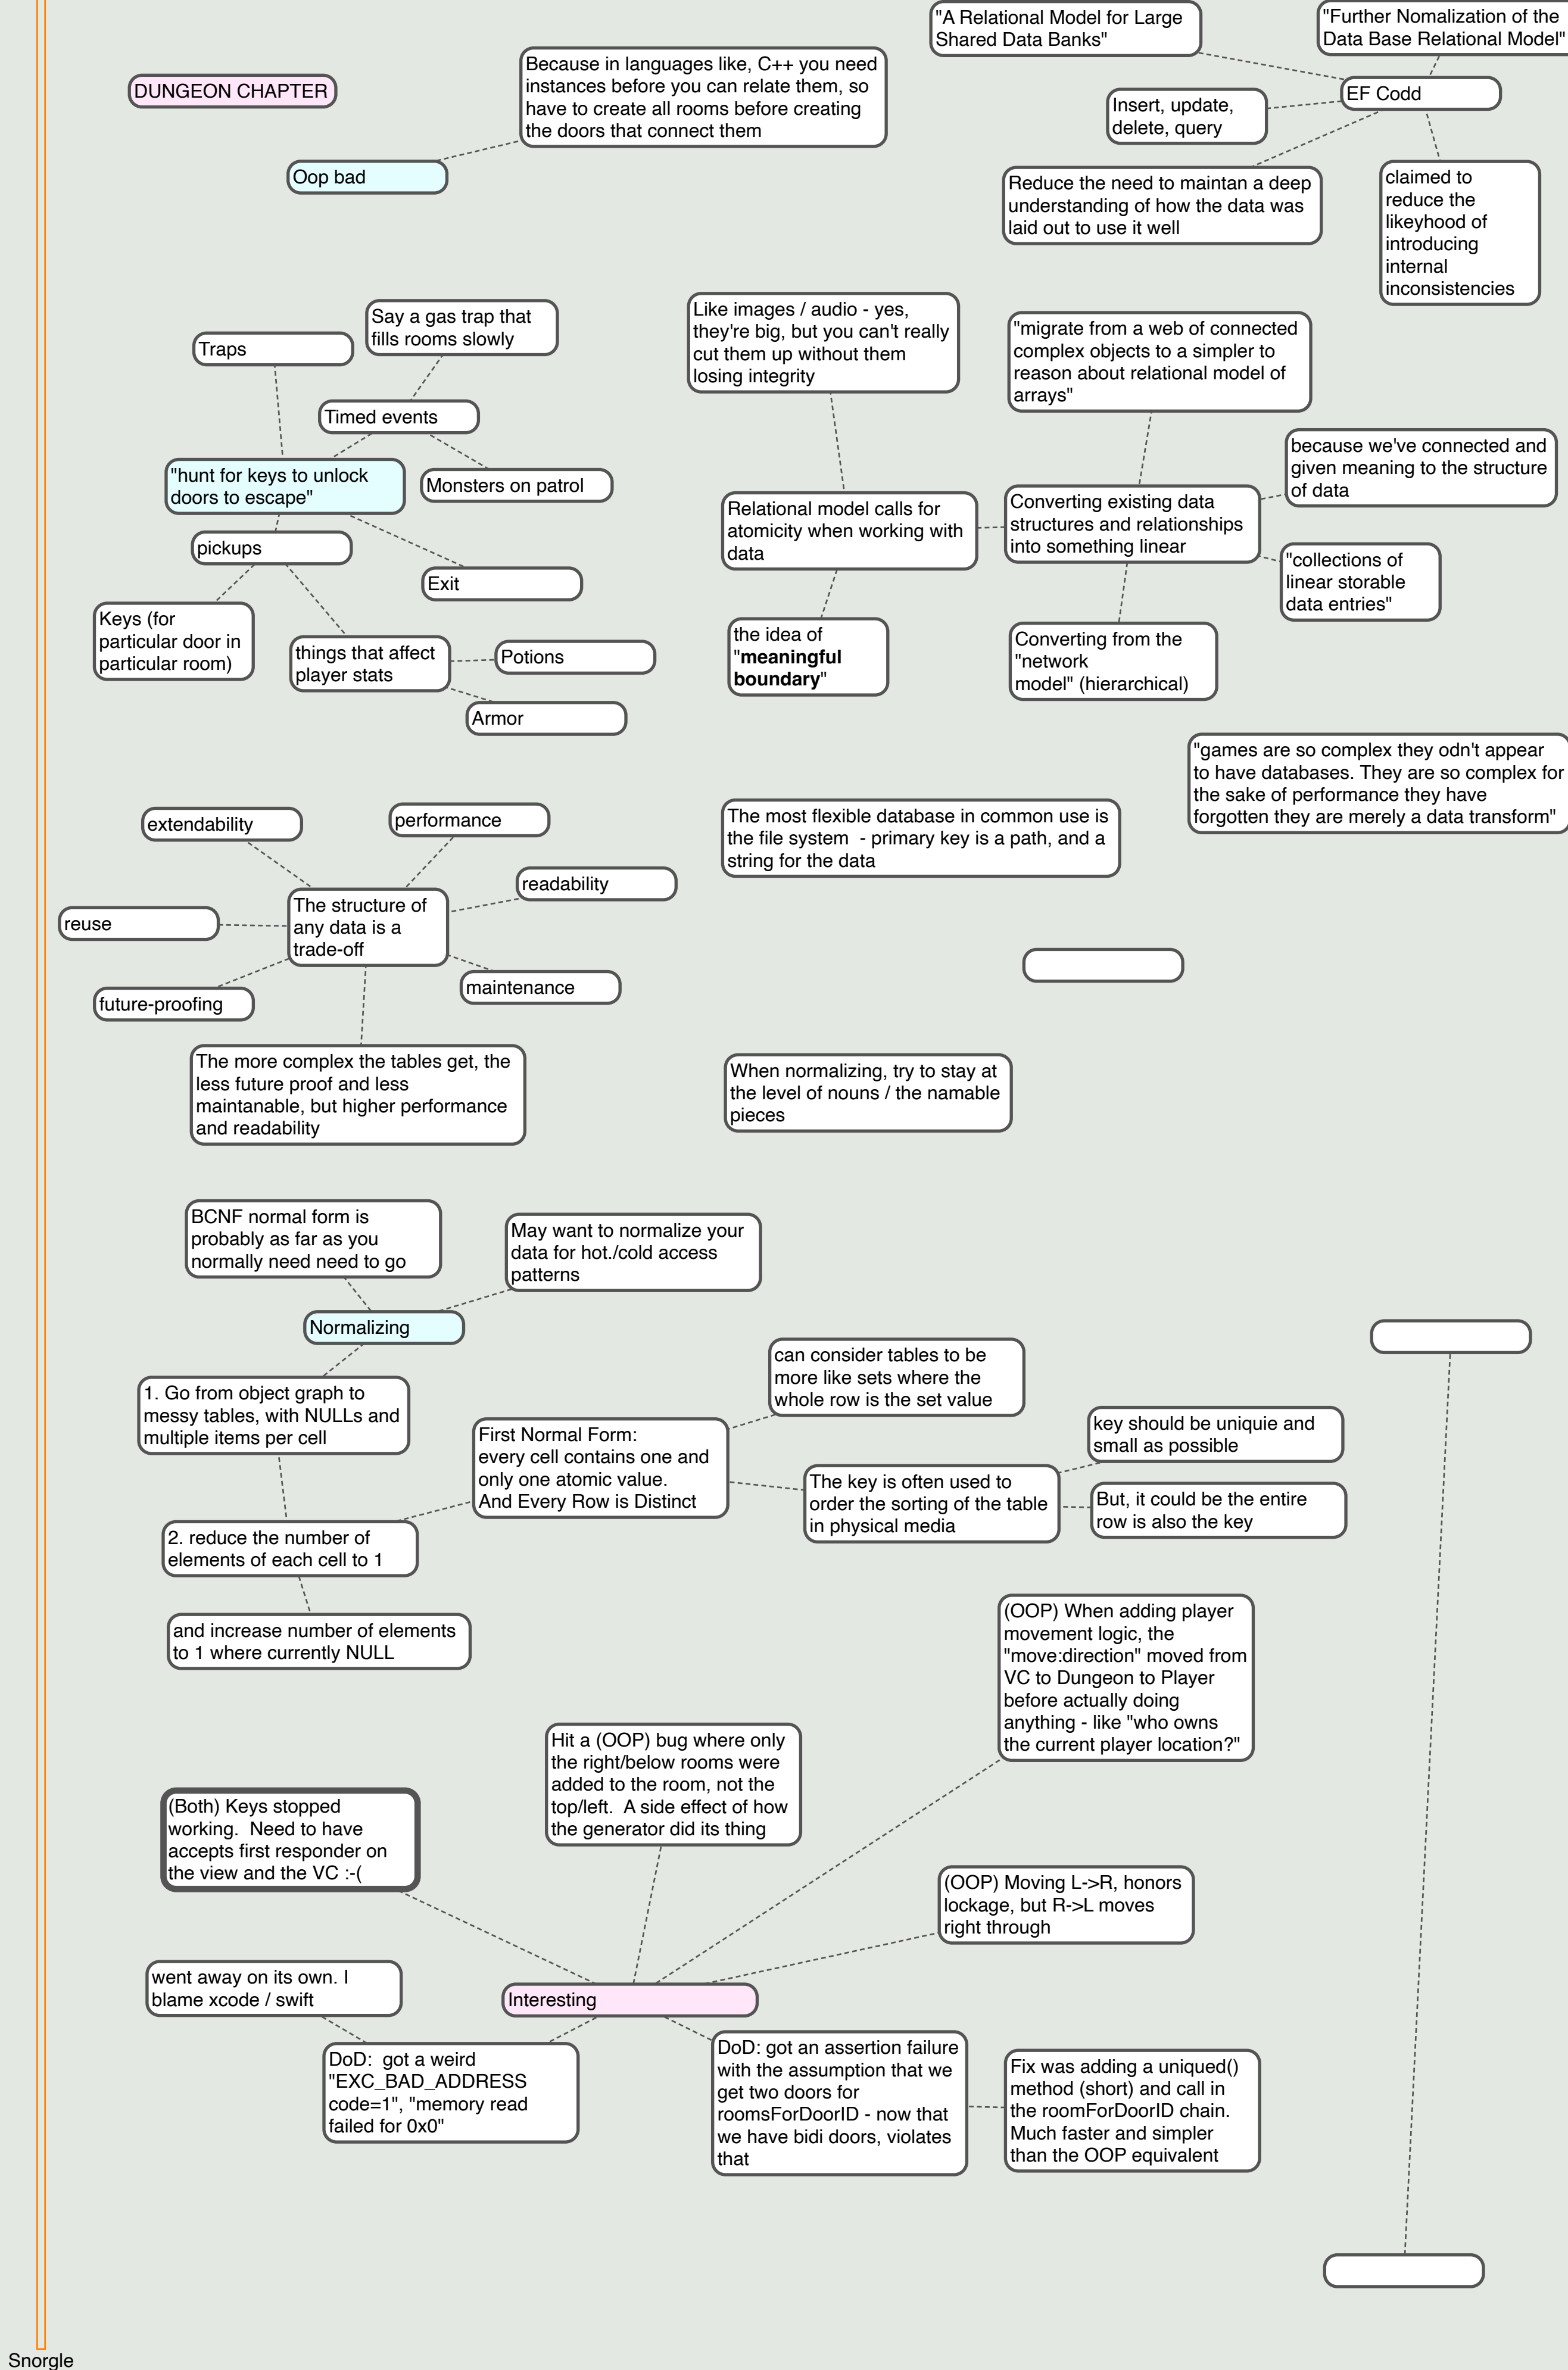 "A Relational Model for Large
Shared Data Banks"
"Further Nomalization of the
Data Base Relational Model"
DUNGEON CHAPTER
Because in languages like, C++ you need
instances before you can relate them, so
have to create all rooms before creating
the doors that connect them
EF Codd
Insert, update,
delete, query
Oop bad
Reduce the need to maintan a deep
understanding of how the data was
laid out to use it well
claimed to
reduce the
likeyhood of
introducing
internal
inconsistencies
Traps
Say a gas trap that
fills rooms slowly
Timed events
"hunt for keys to unlock
doors to escape"
Monsters on patrol
pickups
Exit
Keys (for
particular door in
particular room)
things that affect
player stats
Potions
Armor
Like images / audio - yes,
they're big, but you can't really
cut them up without them
losing integrity
"migrate from a web of connected
complex objects to a simpler to
reason about relational model of
arrays"
because we've connected and
given meaning to the structure
of data
Relational model calls for
atomicity when working with
data
Converting existing data
structures and relationships
into something linear
"collections of
linear storable
data entries"
the idea of
"meaningful
boundary"
Converting from the
"network
model" (hierarchical)
"games are so complex they odn't appear
to have databases. They are so complex for
the sake of performance they have
forgotten they are merely a data transform"
The most flexible database in common use is
the file system  - primary key is a path, and a
string for the data
extendability
performance
readability
reuse
The structure of
any data is a
trade-off
future-proofing
maintenance
The more complex the tables get, the
less future proof and less
maintanable, but higher performance
and readability
When normalizing, try to stay at
the level of nouns / the namable
pieces
BCNF normal form is
probably as far as you
normally need need to go
May want to normalize your
data for hot./cold access
patterns
Normalizing
1. Go from object graph to
messy tables, with NULLs and
multiple items per cell
can consider tables to be
more like sets where the
whole row is the set value
First Normal Form:
every cell contains one and
only one atomic value.
And Every Row is Distinct
key should be uniquie and
small as possible
The key is often used to
order the sorting of the table
in physical media
But, it could be the entire
row is also the key
2. reduce the number of
elements of each cell to 1
and increase number of elements
to 1 where currently NULL
(OOP) When adding player
movement logic, the
"move:direction" moved from
VC to Dungeon to Player
before actually doing
anything - like "who owns
the current player location?"
Hit a (OOP) bug where only
the right/below rooms were
added to the room, not the
top/left.  A side effect of how
the generator did its thing
(Both) Keys stopped
working.  Need to have
accepts first responder on
the view and the VC :-(
(OOP) Moving L->R, honors
lockage, but R->L moves
right through
went away on its own. I
blame xcode / swift
Interesting
DoD:  got a weird
"EXC_BAD_ADDRESS
code=1", "memory read
failed for 0x0"
DoD: got an assertion failure
with the assumption that we
get two doors for
roomsForDoorID - now that
we have bidi doors, violates
that
Fix was adding a uniqued()
method (short) and call in
the roomForDoorID chain.
Much faster and simpler
than the OOP equivalent
Snorgle